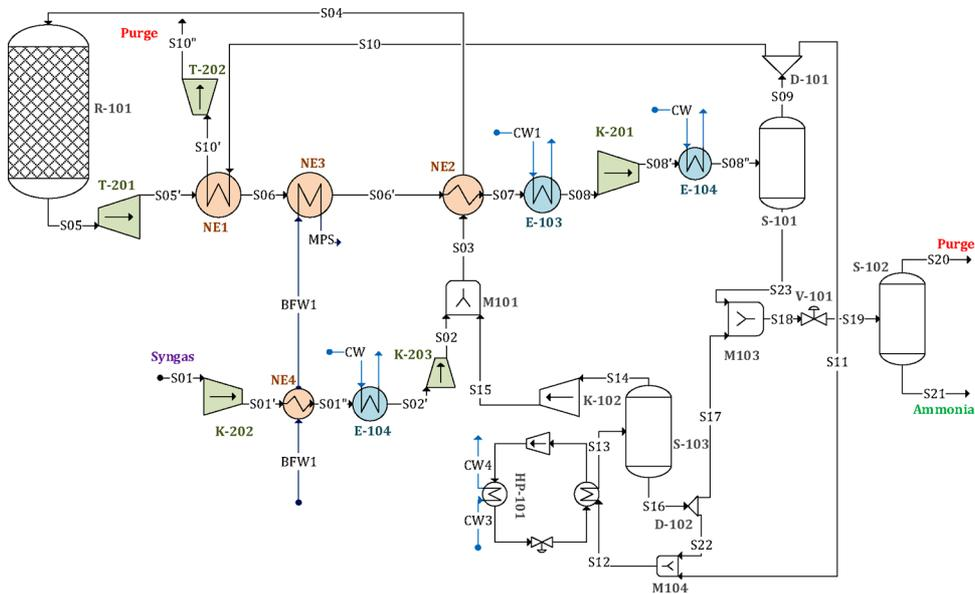 S04
Purge
S10"
S10
T-202
D-101
R-101
S09
CW1
K-201
CW
S10'
NE3
NE2
S08'
S08"
E-104
T-201
S05'
S06
S06'
S07
S08
S05
NE1
E-103
S-101
MPS
S03
Purge
S20
S-102
S23
V-101
BFW1
M101
S18
S19
M103
S02
Syngas
CW
K-203
S11
S01
NE4
S15
S14
S21
Ammonia
S01'
S01"
S02'
K-102
S17
K-202
E-104
S-103
S13
BFW1
CW4
HP-101
S16
D-102
CW3
S22
S12
M104